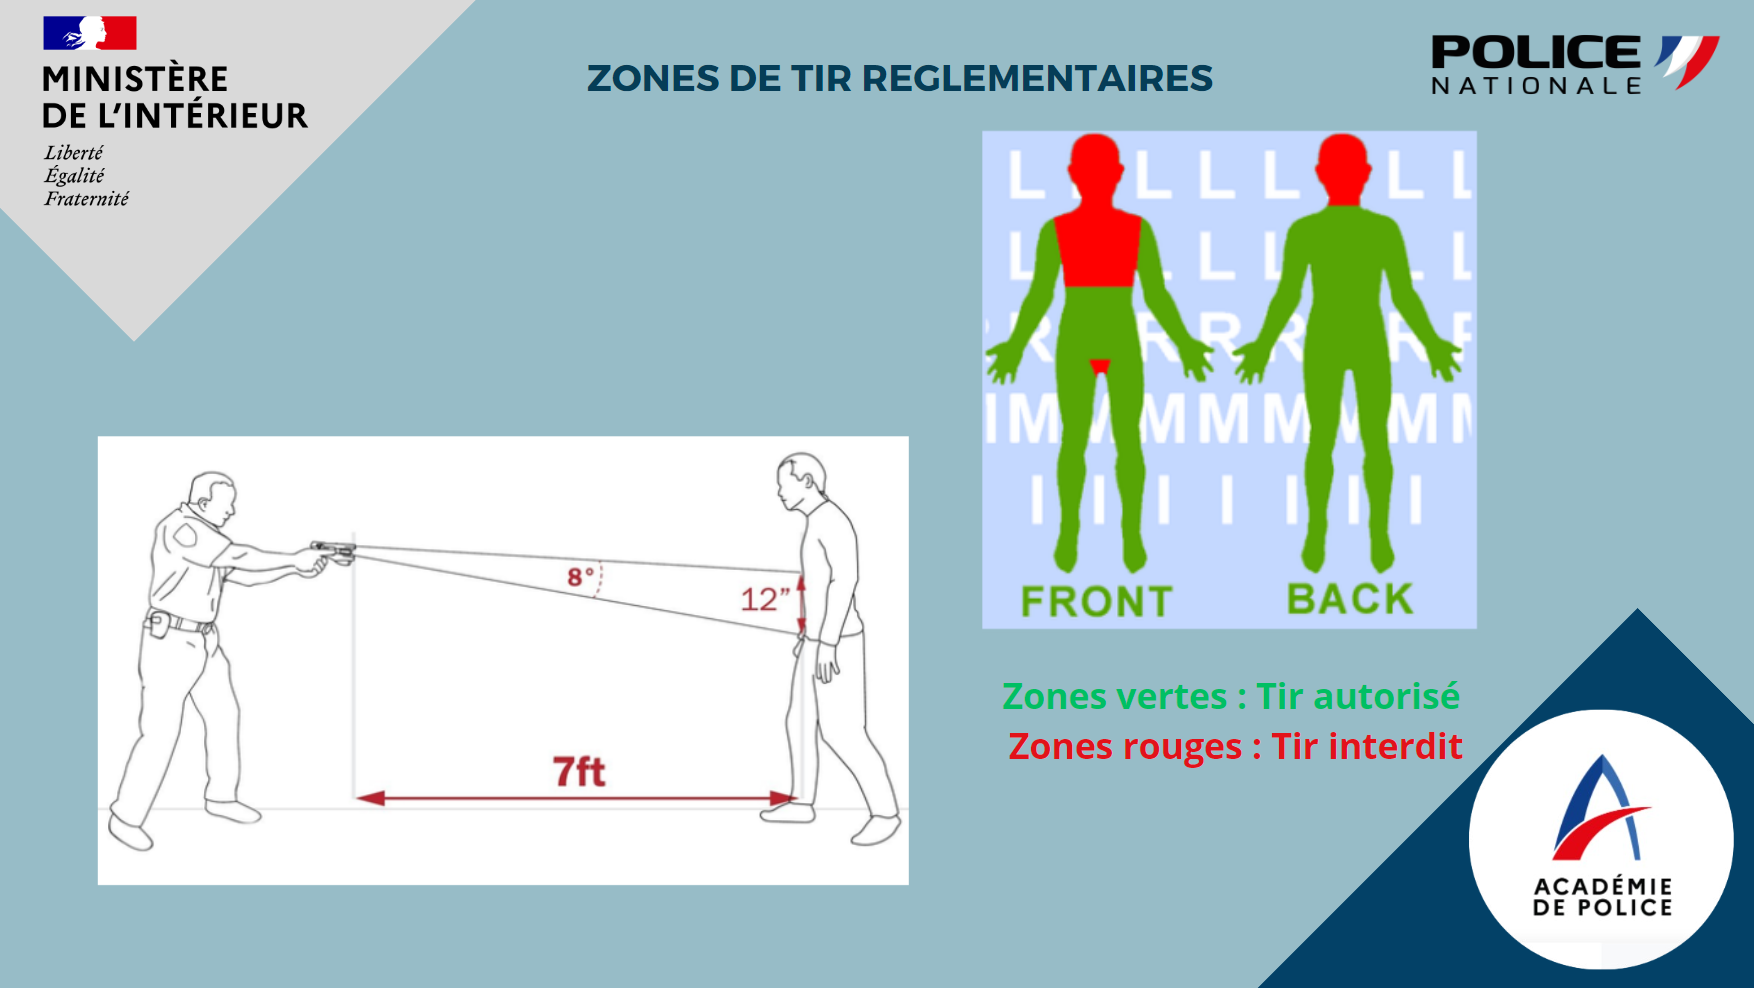 MINISTÈRE
DE L'INTÉRIEUR
Liberté
Égalité
Fraternité
ZONES DE TIR REGLEMENTAIRES
POLICE
NATIONALE
L L L L L L L
L L L L L
R R R R R R F
M M M M M M M
I I I I I I I
FRONT
BACK
8°
12”
7ft
Zones vertes : Tir autorisé
Zones rouges : Tir interdit
ACADÉMIE
DE POLICE